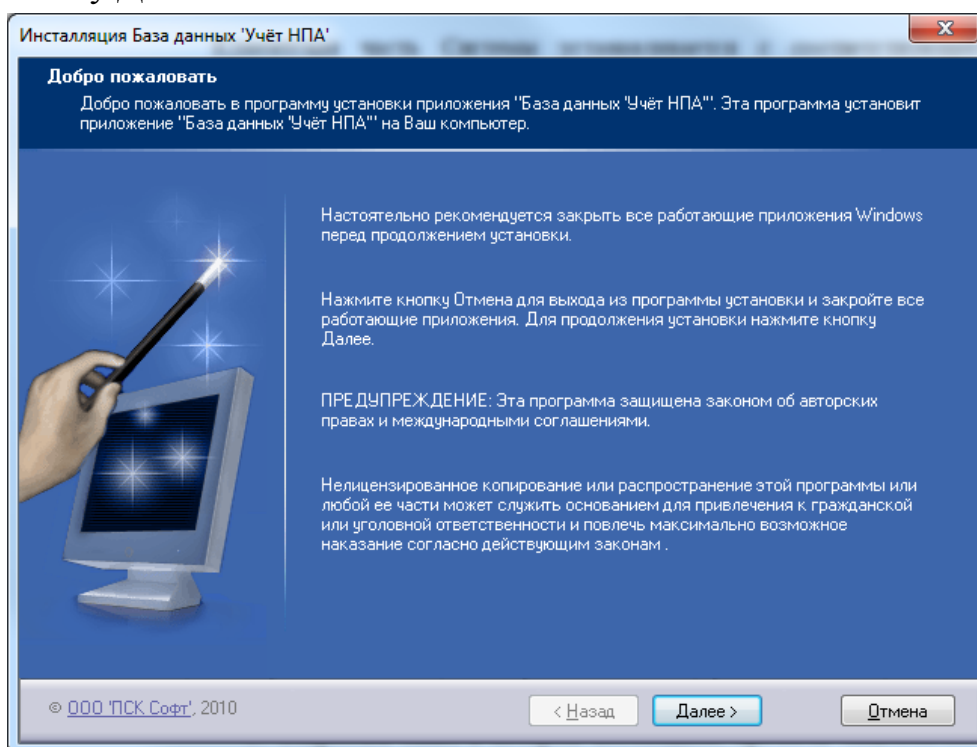 Инсталляция База данных 'Учёт НПА'
Добро пожаловать
Добро пожаловать в программу установки приложения "База данных 'Учёт НПА'". Эта программа установит
приложение "База данных 'Учёт НПА'" на Ваш компьютер.
Настоятельно рекомендуется закрыть все работающие приложения Windows
перед продолжением установки.
Нажмите кнопку Отмена для выхода из программы установки и закройте все
работающие приложения. Для продолжения установки нажмите кнопку
Далее.
ПРЕДУПРЕЖДЕНИЕ: Эта программа защищена законом об авторских
правах и международными соглашениями.
Нелицензированное копирование или распространение этой программы или
любой ее части может служить основанием для привлечения к гражданской
или уголовной ответственности и повлечь максимально возможное
наказание согласно действующим законам .
© ООО 'ПСК Софт', 2010
< Назад
Далее >
Отмена